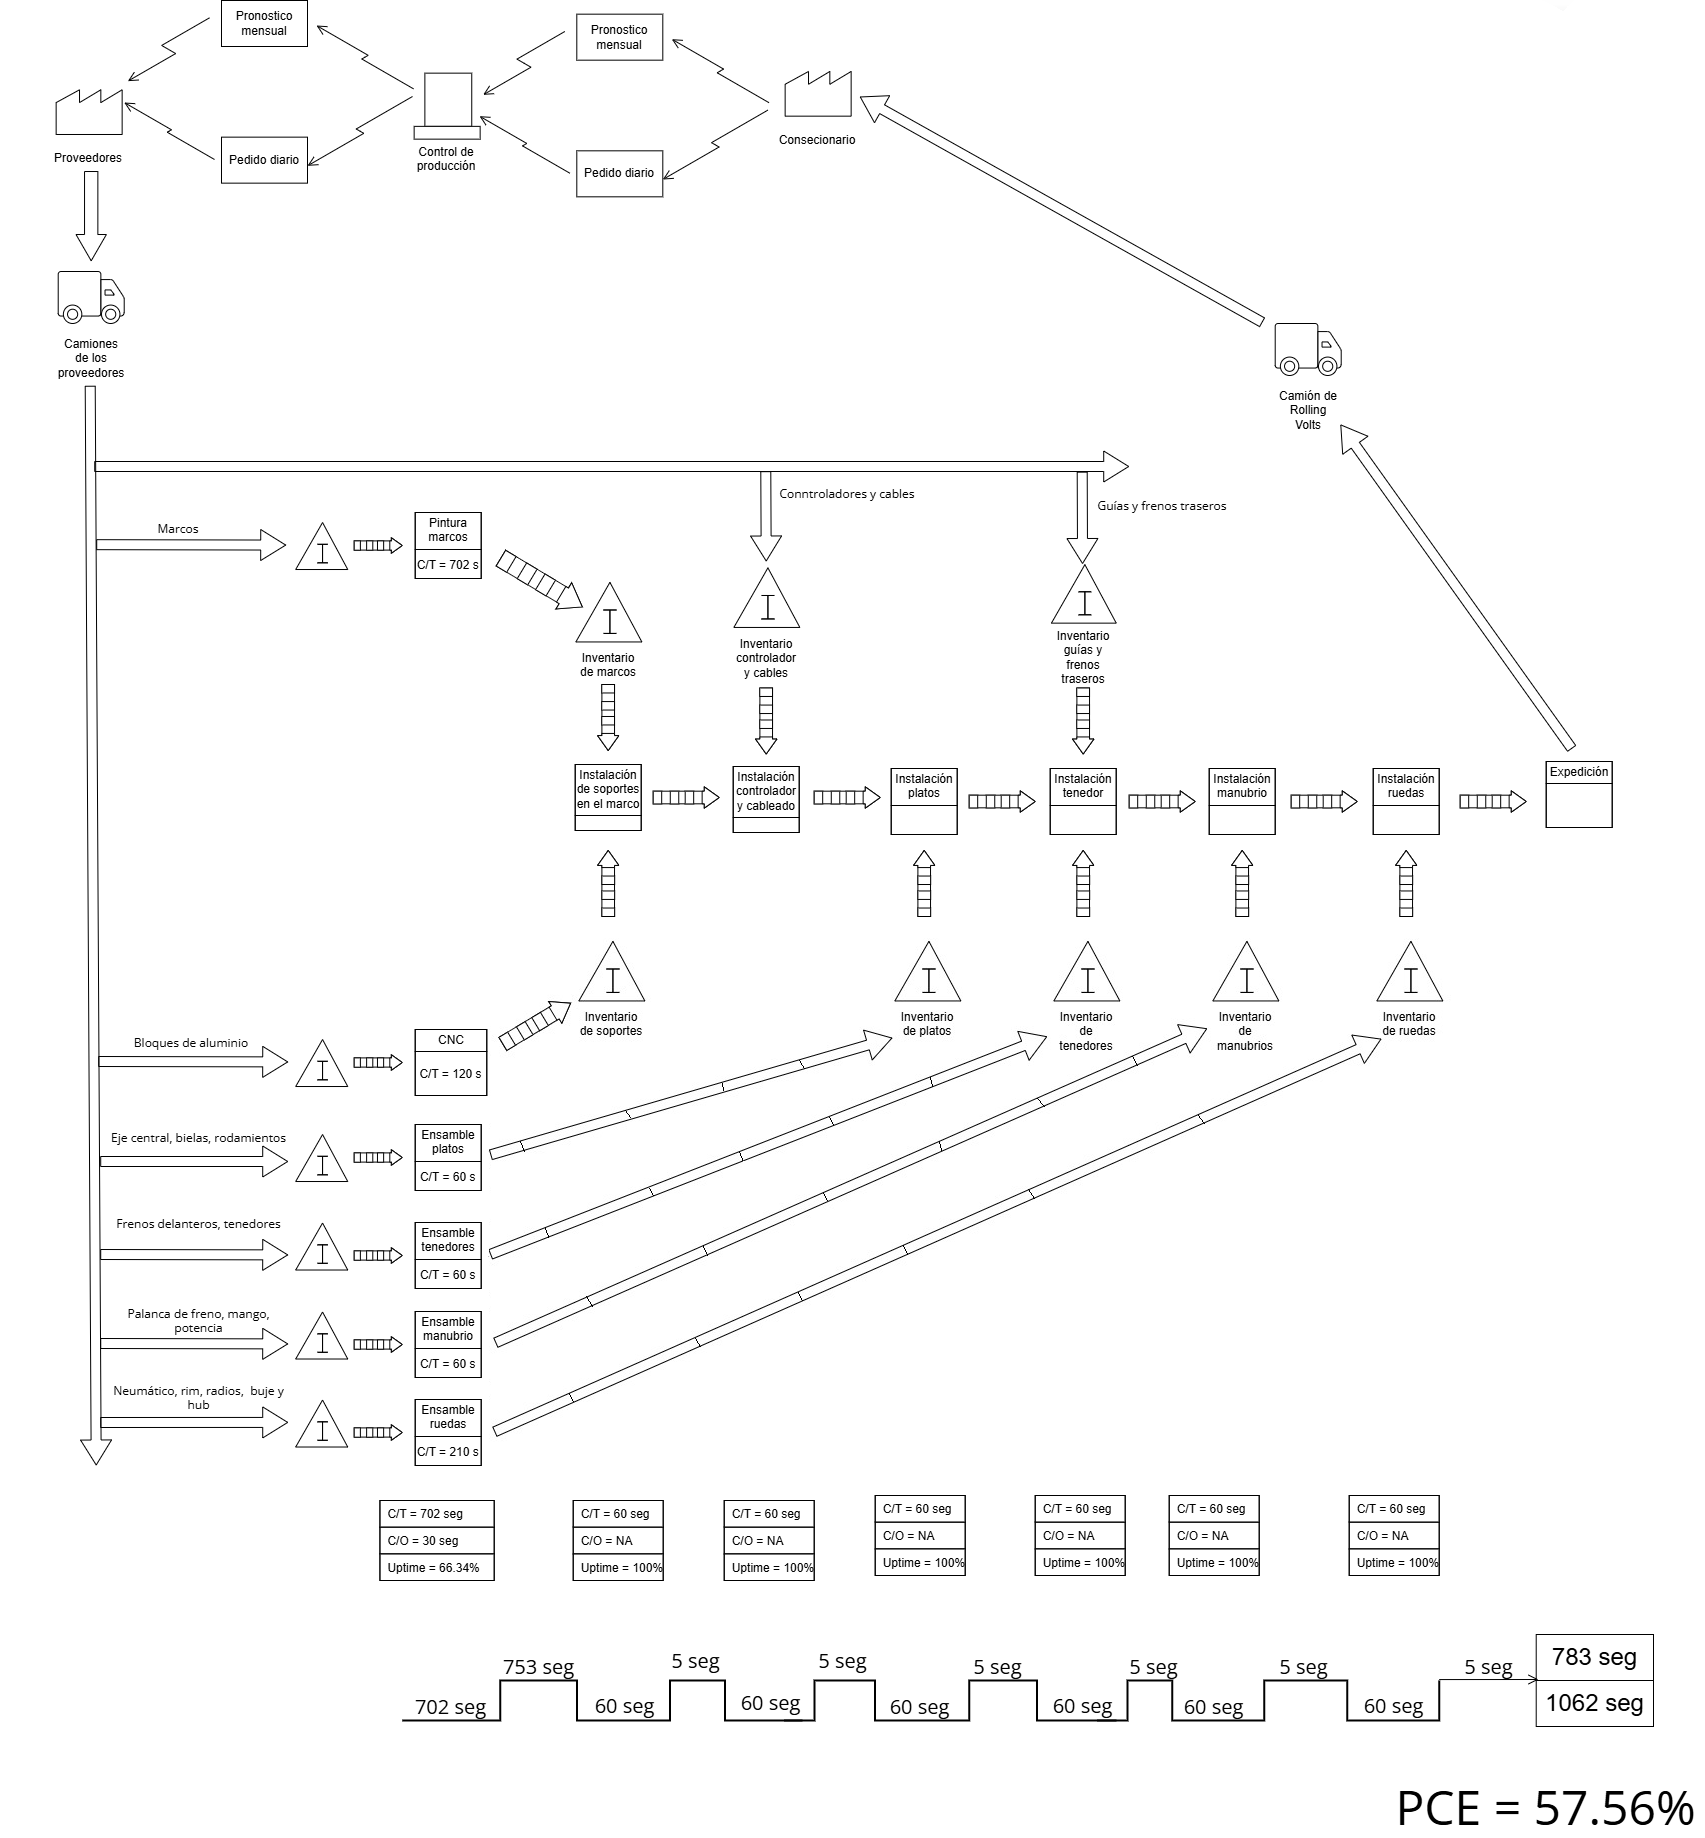 Pronostico
mensual
Pronostico
mensual
Proveedores
Pedido diario
Control de
producción
Pedido diario
Consecionario
Camiones
de los
proveedores
Camión de
Rolling
Volts
Conntroladores y cables
Guías y frenos traseros
Marcos
I
Pintura
marcos
C/T = 702 s
I
Inventario
de marcos
I
Inventario
controlador
y cables
I
Inventario
guías y
frenos
traseros
Instalación
de soportes
en el marco
Instalación
controlador
y cableado
Instalación
platos
Instalación
tenedor
Instalación
manubrio
Instalación
ruedas
Expedición
I
Inventario
de soportes
I
Inventario
de platos
I
Inventario
de
tenedores
I
Inventario
de
manubrios
I
Inventario
de ruedas
Bloques de aluminio
I
CNC
C/T = 120 s
Eje central, bielas, rodamientos
I
Ensamble
platos
C/T = 60 s
Frenos delanteros, tenedores
I
Ensamble
tenedores
C/T = 60 s
Palanca de freno, mango,
potencia
I
Ensamble
manubrio
C/T = 60 s
Neumático, rim, radios,  buje y
hub
I
Ensamble
ruedas
C/T = 210 s
C/T = 702 seg
C/O = 30 seg
Uptime = 66.34%
C/T = 60 seg
C/O = NA
Uptime = 100%
C/T = 60 seg
C/O = NA
Uptime = 100%
C/T = 60 seg
C/O = NA
Uptime = 100%
C/T = 60 seg
C/O = NA
Uptime = 100%
C/T = 60 seg
C/O = NA
Uptime = 100%
C/T = 60 seg
C/O = NA
Uptime = 100%
702 seg
753 seg
60 seg
5 seg
60 seg
5 seg
60 seg
5 seg
60 seg
5 seg
60 seg
5 seg
60 seg
5 seg
783 seg
1062 seg
PCE = 57.56%